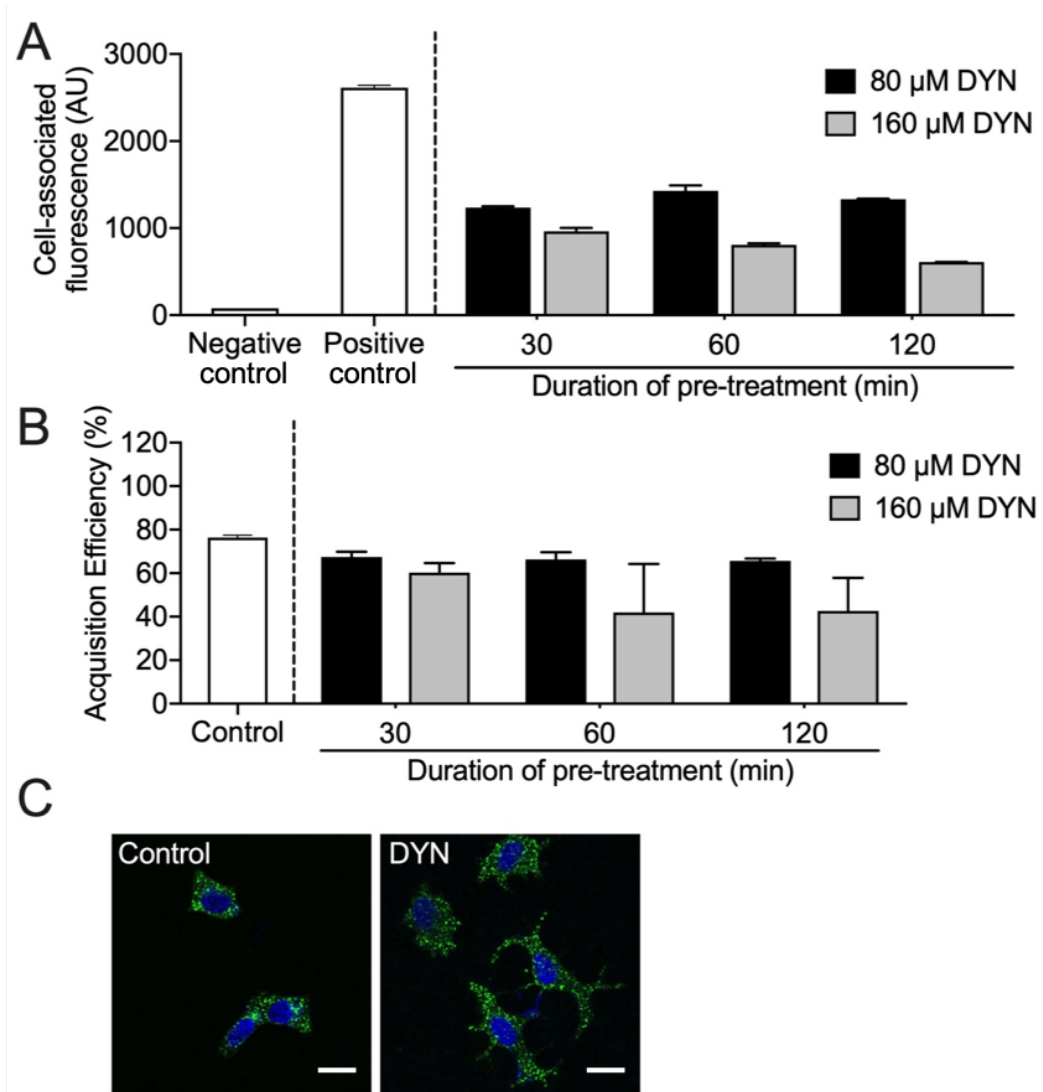 A
Cell-associated
fluorescence (AU)
3000
2000
1000
0
80 µM DYN
160 µM DYN
Negative
control
Positive
control
30
60
120
Duration of pre-treatment (min)
B
Acquisition Efficiency (%)
120
100
80
60
40
20
0
80 µM DYN
160 µM DYN
Control
30
60
120
Duration of pre-treatment (min)
C
Control
DYN